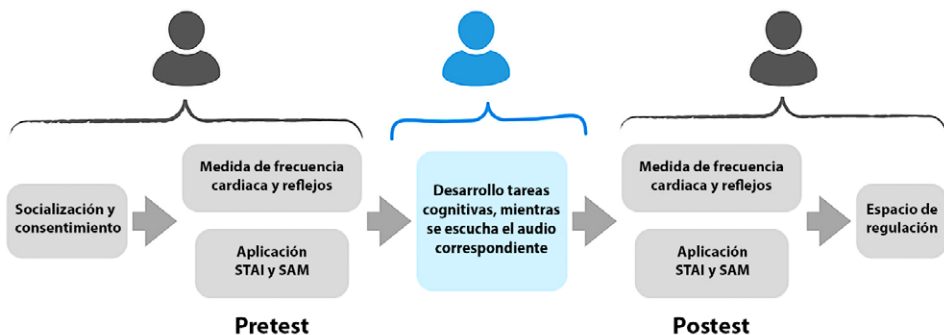 Socialización y
consentimiento
Medida de frecuencia
cardiaca y reflejos
Aplicación
STAI y SAM
Pretest
Desarrollo tareas
cognitivas, mientras
se escucha el audio
correspondiente
Medida de frecuencia
cardiaca y reflejos
Aplicación
STAI y SAM
Postest
Espacio de
regulación